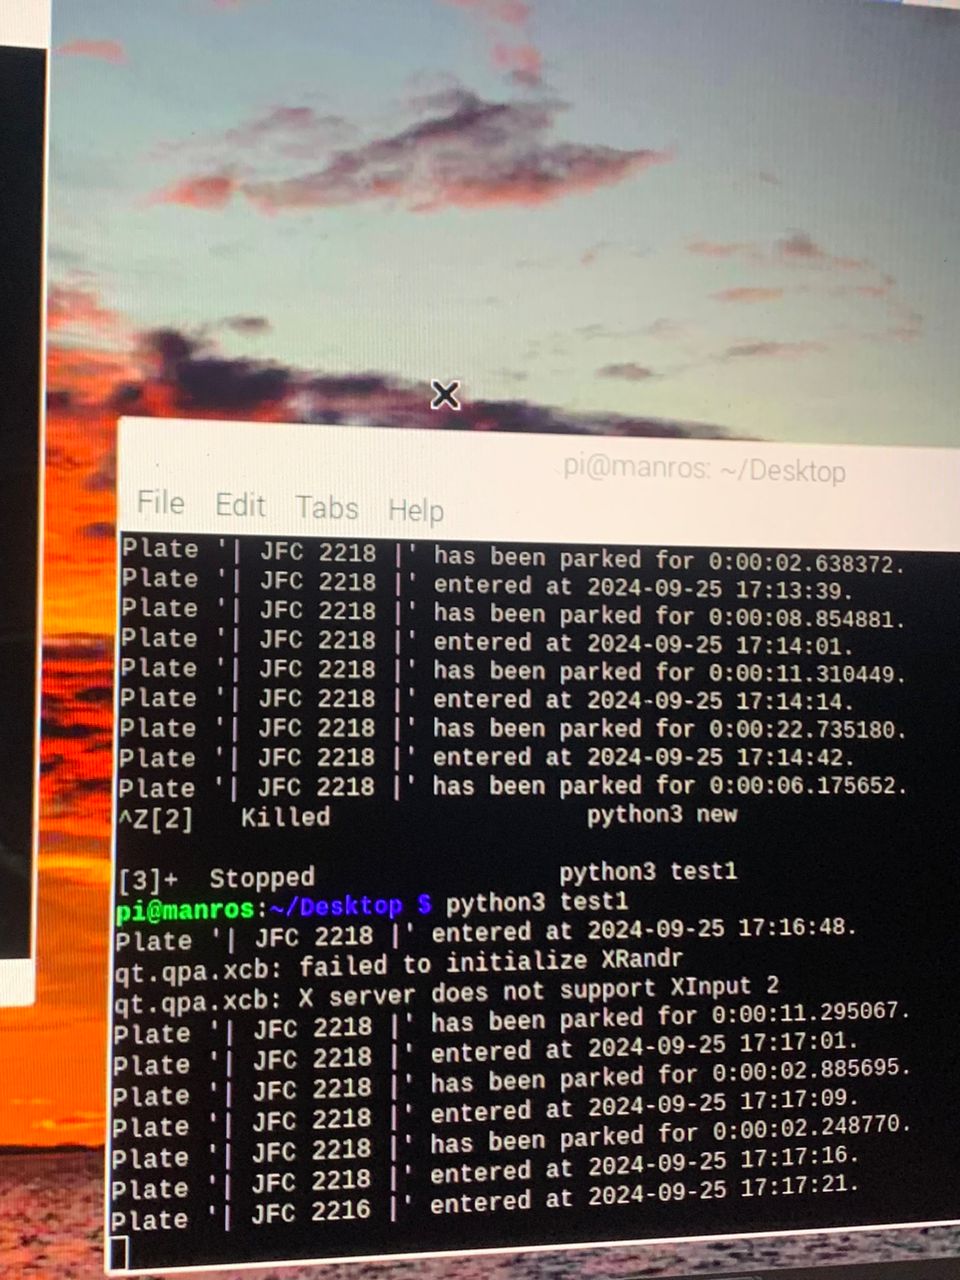 pi@manros: ~/Desktop
File Edit Tabs Help
Plate '| JFC 2218 |' has been parked for 0:00:02.638372.
Plate '| JFC 2218 |' entered at 2024-09-25 17:13:39.
Plate '| JFC 2218 |' has been parked for 0:00:08.854881.
Plate '| JFC 2218 |' entered at 2024-09-25 17:14:01.
Plate '| JFC 2218 |' has been parked for 0:00:11.310449.
Plate '| JFC 2218 |' entered at 2024-09-25 17:14:14.
Plate '| JFC 2218 |' has been parked for 0:00:22.735180.
Plate '| JFC 2218 |' entered at 2024-09-25 17:14:42.
Plate '| JFC 2218 |' has been parked for 0:00:06.175652.
^Z[2] Killed python3 new
[3]+ Stopped python3 test1
pi@manros:~/Desktop $ python3 test1
Plate '| JFC 2218 |' entered at 2024-09-25 17:16:48.
qt.qpa.xcb: failed to initialize XRandr
qt.qpa.xcb: X server does not support XInput 2
Plate '| JFC 2218 |' has been parked for 0:00:11.295067.
Plate '| JFC 2218 |' entered at 2024-09-25 17:17:01.
Plate '| JFC 2218 |' has been parked for 0:00:02.885695.
Plate '| JFC 2218 |' entered at 2024-09-25 17:17:09.
Plate '| JFC 2218 |' has been parked for 0:00:02.248770.
Plate '| JFC 2218 |' entered at 2024-09-25 17:17:16.
Plate '| JFC 2216 |' entered at 2024-09-25 17:17:21.